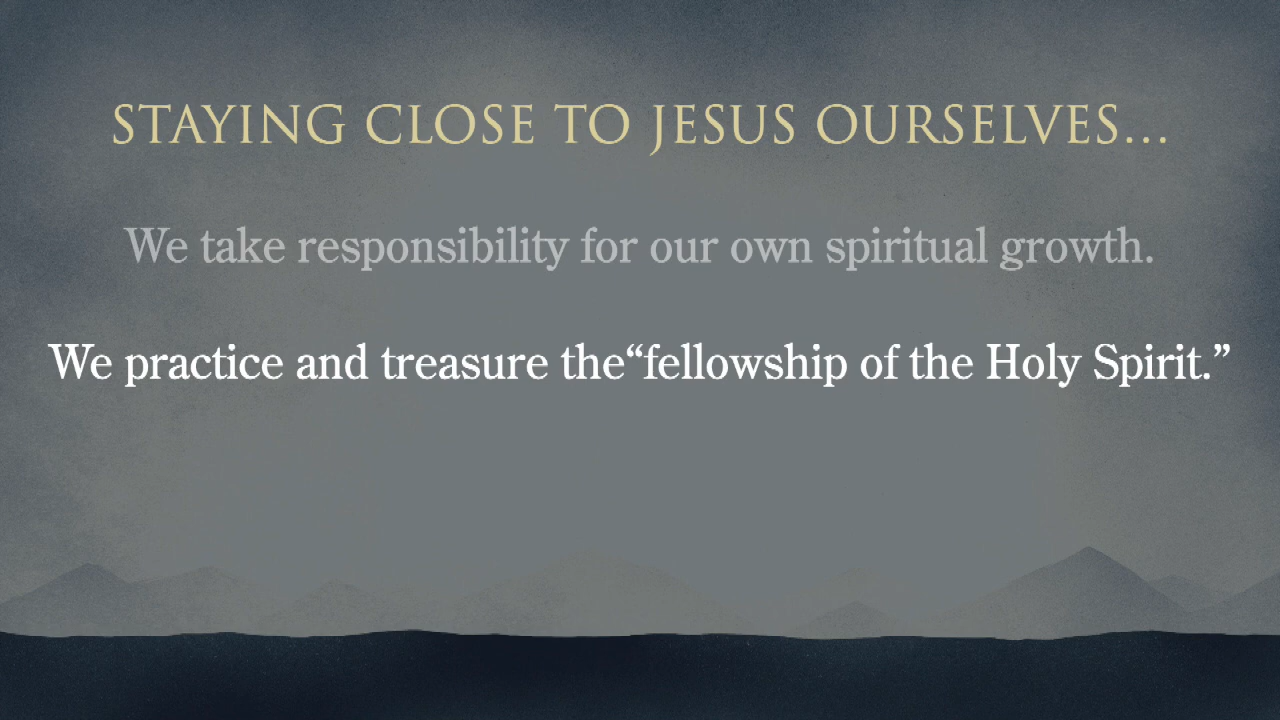 STAYING CLOSE TO JESUS OURSELVES...
We take responsibility for our own spiritual growth.
We practice and treasure the“fellowship of the Holy Spirit.”